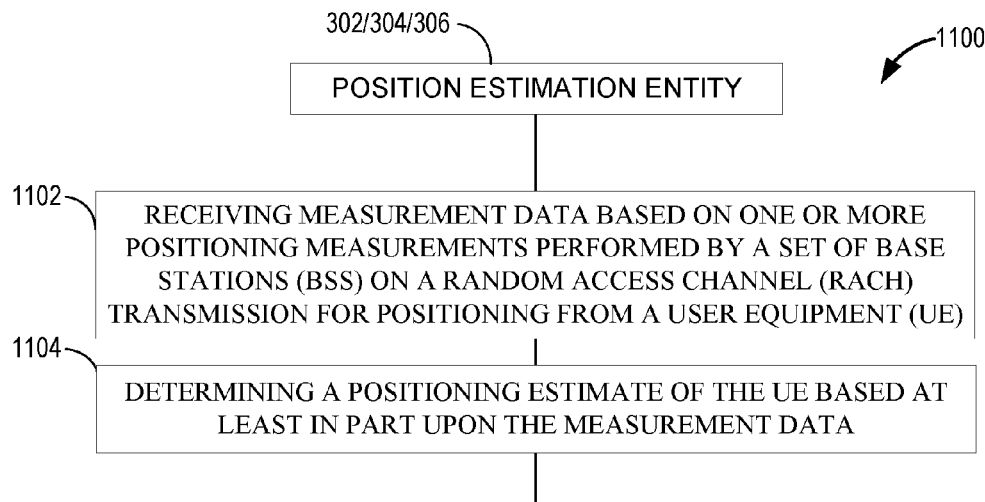 302/304/306
1100
POSITION ESTIMATION ENTITY
1102
RECEIVING MEASUREMENT DATA BASED ON ONE OR MORE
POSITIONING MEASUREMENTS PERFORMED BY A SET OF BASE
STATIONS (BSS) ON A RANDOM ACCESS CHANNEL (RACH)
TRANSMISSION FOR POSITIONING FROM A USER EQUIPMENT (UE)
1104
DETERMINING A POSITIONING ESTIMATE OF THE UE BASED AT
LEAST IN PART UPON THE MEASUREMENT DATA